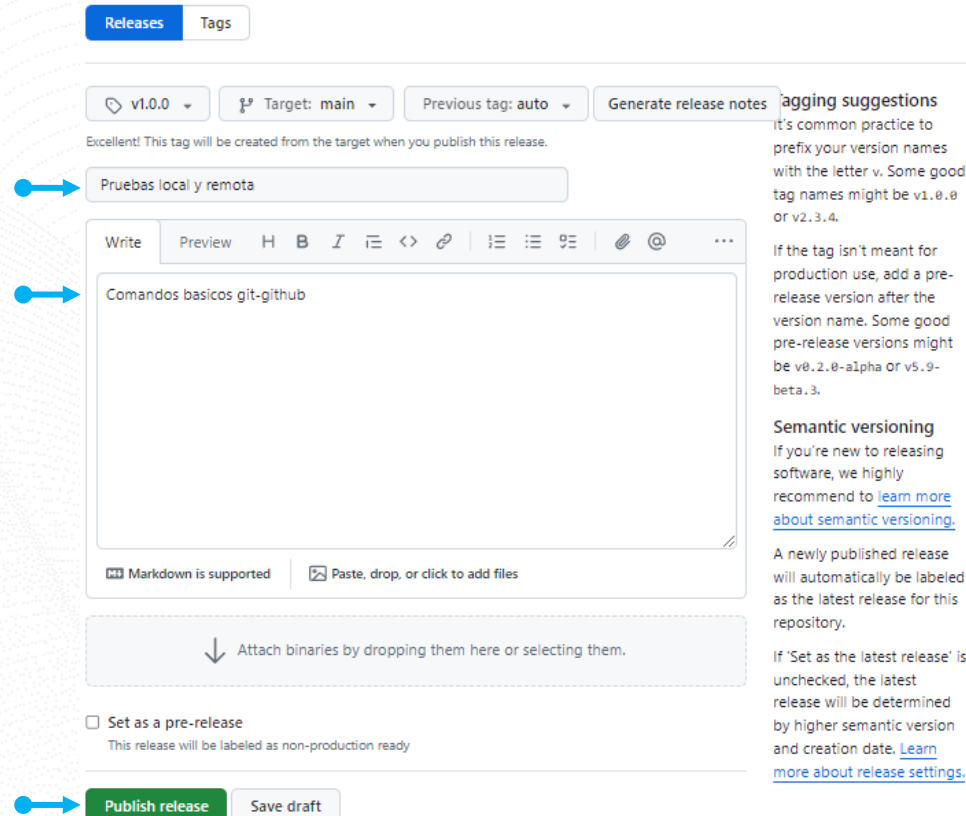 Releases
Tags
v1.0.0
Target: main
Previous tag: auto
Generate release notes
Excellent! This tag will be created from the target when you publish this release.
Pruebas local y remota
Write
Preview
H B I
Comandos basicos git-github
Markdown is supported
Paste, drop, or click to add files
Attach binaries by dropping them here or selecting them.
Set as a pre-release
This release will be labeled as non-production ready
Publish release
Save draft
Tagging suggestions
It's common practice to
prefix your version names
with the letter v. Some good
tag names might be v1.0.0
or v2.3.4.
If the tag isn't meant for
production use, add a pre-
release version after the
version name. Some good
pre-release versions might
be v0.2.0-alpha or v5.9-
beta.3.
Semantic versioning
If you're new to releasing
software, we highly
recommend to learn more
about semantic versioning.
A newly published release
will automatically be labeled
as the latest release for this
repository.
If 'Set as the latest release' is
unchecked, the latest
release will be determined
by higher semantic version
and creation date. Learn
more about release settings.